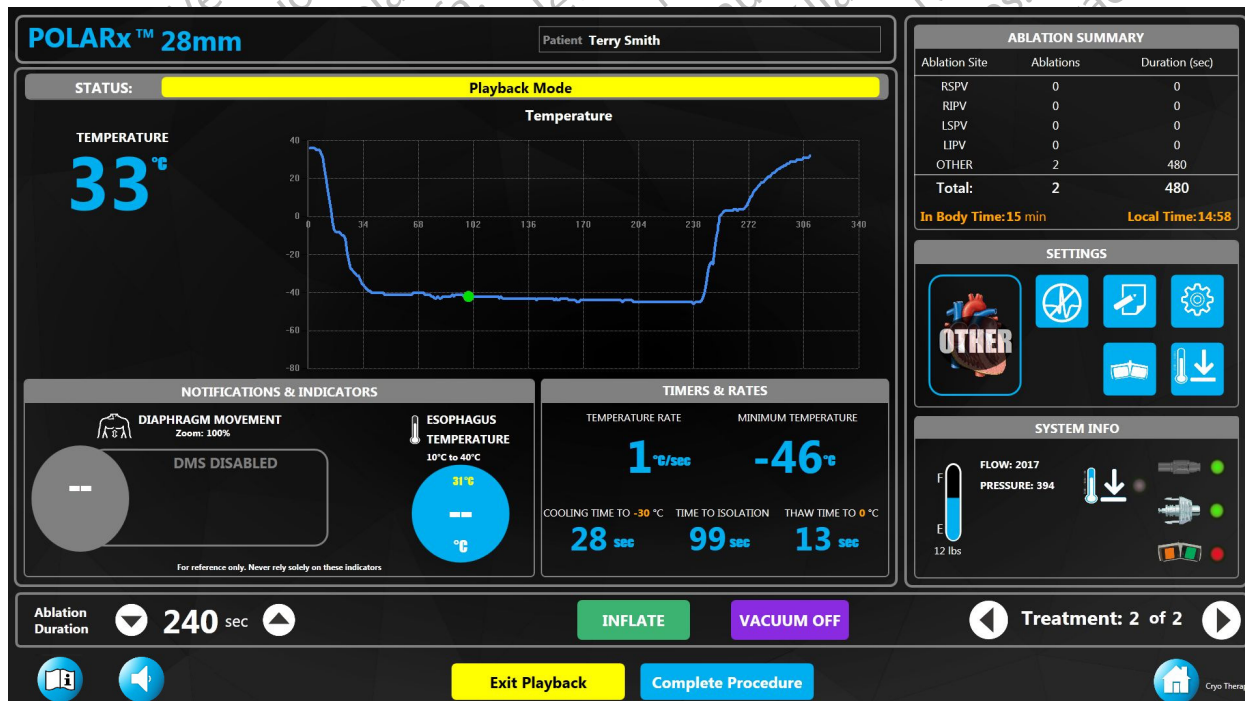 POLARx™ 28mm
Patient Terry Smith
STATUS:
Playback Mode
TEMPERATURE
33 °C
Temperature
40
20
0
-20
-40
-60
-80
0 34 68 102 136 170 204 238 272 306 340
NOTIFICATIONS & INDICATORS
DIAPHRAGM MOVEMENT
Zoom: 100%
DMS DISABLED
--
ESOPHAGUS
TEMPERATURE
10°C to 40°C
31°C
--
°C
For reference only. Never rely solely on these indicators
TIMERS & RATES
TEMPERATURE RATE MINIMUM TEMPERATURE
1 °C/sec -46 °C
COOLING TIME TO -30 °C TIME TO ISOLATION THAW TIME TO 0 °C
28 sec 99 sec 13 sec
ABLATION SUMMARY
Ablation Site Ablations Duration (sec)
RSPV 0 0
RIPV 0 0
LSPV 0 0
LIPV 0 0
OTHER 2 480
Total: 2 480
In Body Time:15 min Local Time:14:58
SETTINGS
OTHER
SYSTEM INFO
F
E
12 lbs
FLOW: 2017
PRESSURE: 394
Ablation
Duration
240 sec
INFLATE
VACUUM OFF
Treatment: 2 of 2
Exit Playback
Complete Procedure